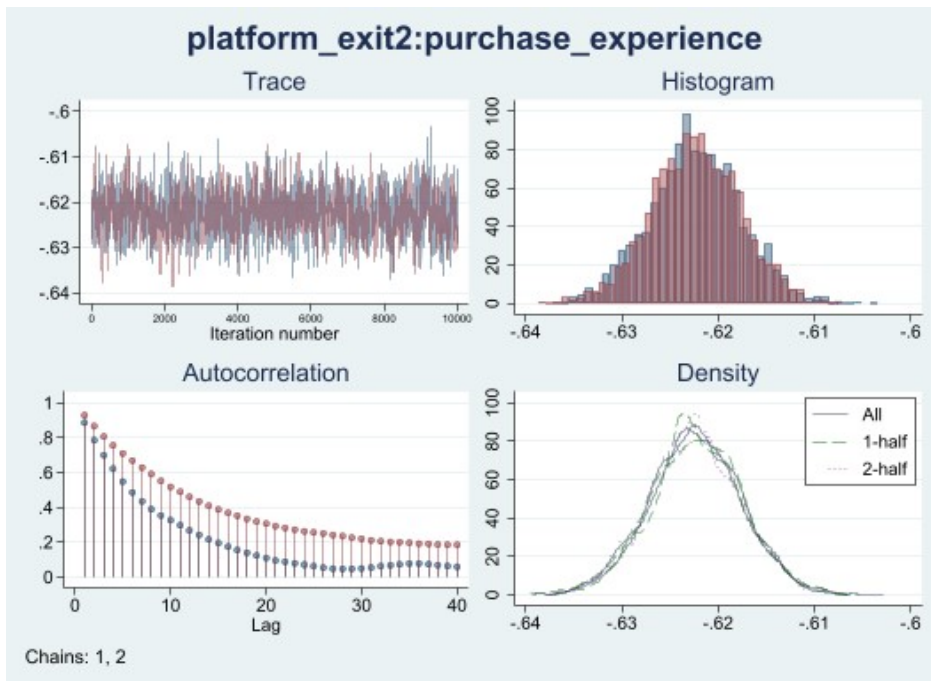 platform_exit2:purchase_experience
Trace
-.6
-.61
-.62
-.63
-.64
0 2000 4000 6000 8000 10000
Iteration number
Histogram
100
80
60
40
20
0
-.64 -.63 -.62 -.61 -.6
Autocorrelation
1
.8
.6
.4
.2
0
0 10 20 30 40
Lag
Density
100
80
60
40
20
0
-.64 -.63 -.62 -.61 -.6
All
1-half
2-half
Chains: 1, 2